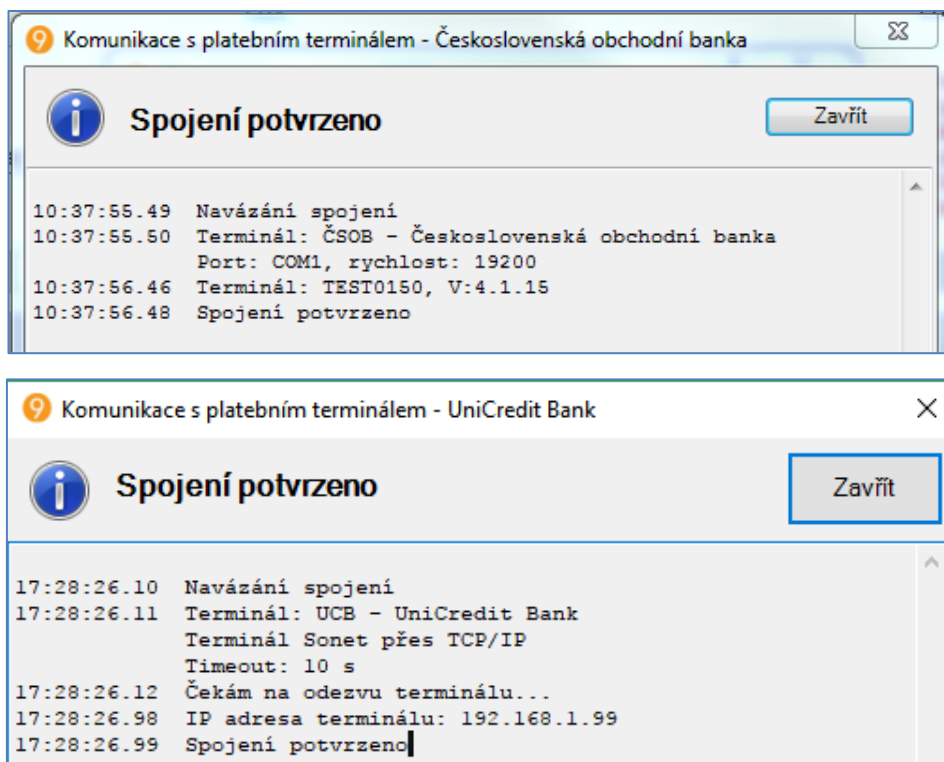 9 Komunikace s platebním terminálem - Československá obchodní banka
Spojení potvrzeno
Zavřít
10:37:55.49 Navázání spojení
10:37:55.50 Terminál: ČSOB - Československá obchodní banka
Port: COM1, rychlost: 19200
10:37:56.46 Terminál: TEST0150, V:4.1.15
10:37:56.48 Spojení potvrzeno
9 Komunikace s platebním terminálem - UniCredit Bank
Spojení potvrzeno
Zavřít
17:28:26.10 Navázání spojení
17:28:26.11 Terminál: UCB - UniCredit Bank
Terminál Sonet přes TCP/IP
Timeout: 10 s
17:28:26.12 Čekám na odezvu terminálu...
17:28:26.98 IP adresa terminálu: 192.168.1.99
17:28:26.99 Spojení potvrzeno